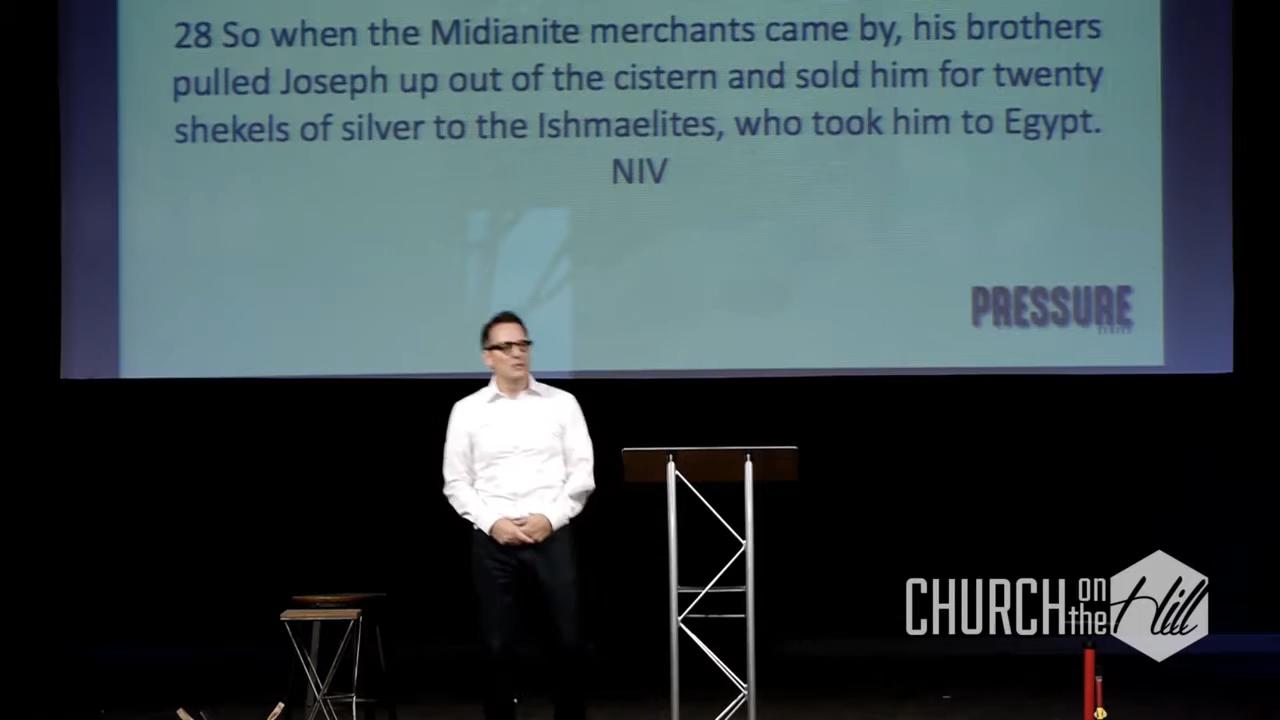 28 So when the Midianite merchants came by, his brothers
pulled Joseph up out of the cistern and sold him for twenty
shekels of silver to the Ishmaelites, who took him to Egypt.
NIV
PRESSURE
SERIES
CHURCH on the Hill